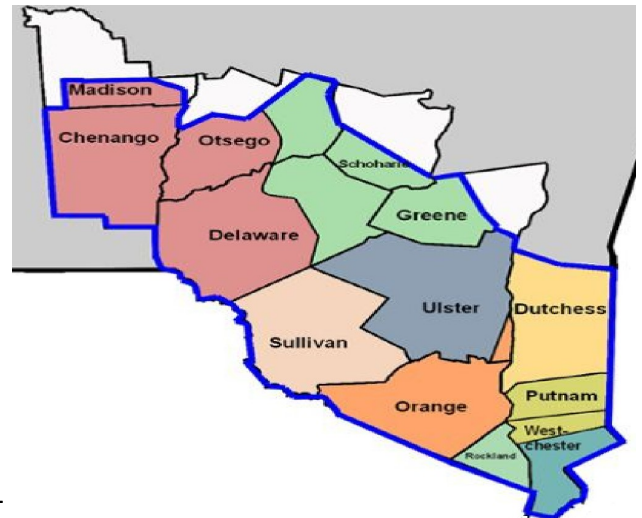 Madison
Chenango
Otsego
Schoharie
Greene
Delaware
Ulster
Dutchess
Sullivan
Putnam
Orange
West-
chester
Rockland